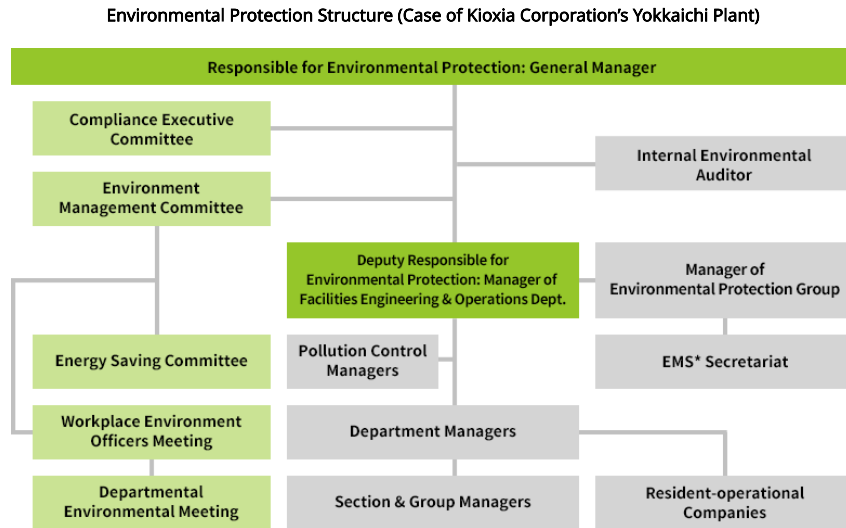 Environmental Protection Structure (Case of Kioxia Corporation's Yokkaichi Plant)
Responsible for Environmental Protection: General Manager
Compliance Executive
Committee
Internal Environmental
Auditor
Environment
Management Committee
Deputy Responsible for
Environmental Protection: Manager of
Facilities Engineering & Operations Dept.
Manager of
Environmental Protection Group
Energy Saving Committee
Pollution Control
Managers
EMS* Secretariat
Workplace Environment
Officers Meeting
Department Managers
Departmental
Environmental Meeting
Section & Group Managers
Resident-operational
Companies